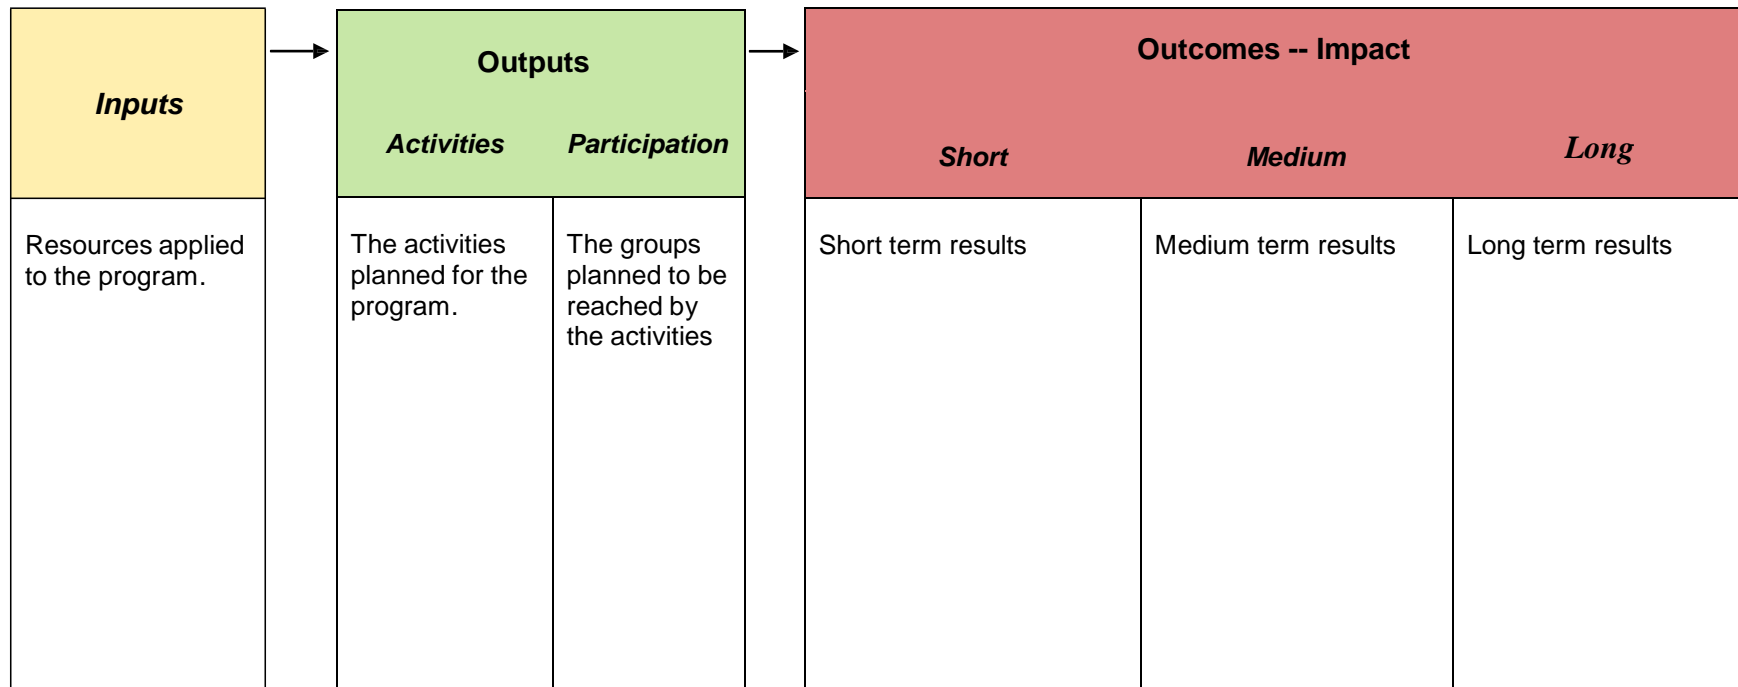 Inputs
Resources applied
to the program.
Outputs
Activities
Participation
The activities
planned for the
program.
The groups
planned to be
reached by
the activities
Outcomes -- Impact
Short
Medium
Long
Short term results
Medium term results
Long term results